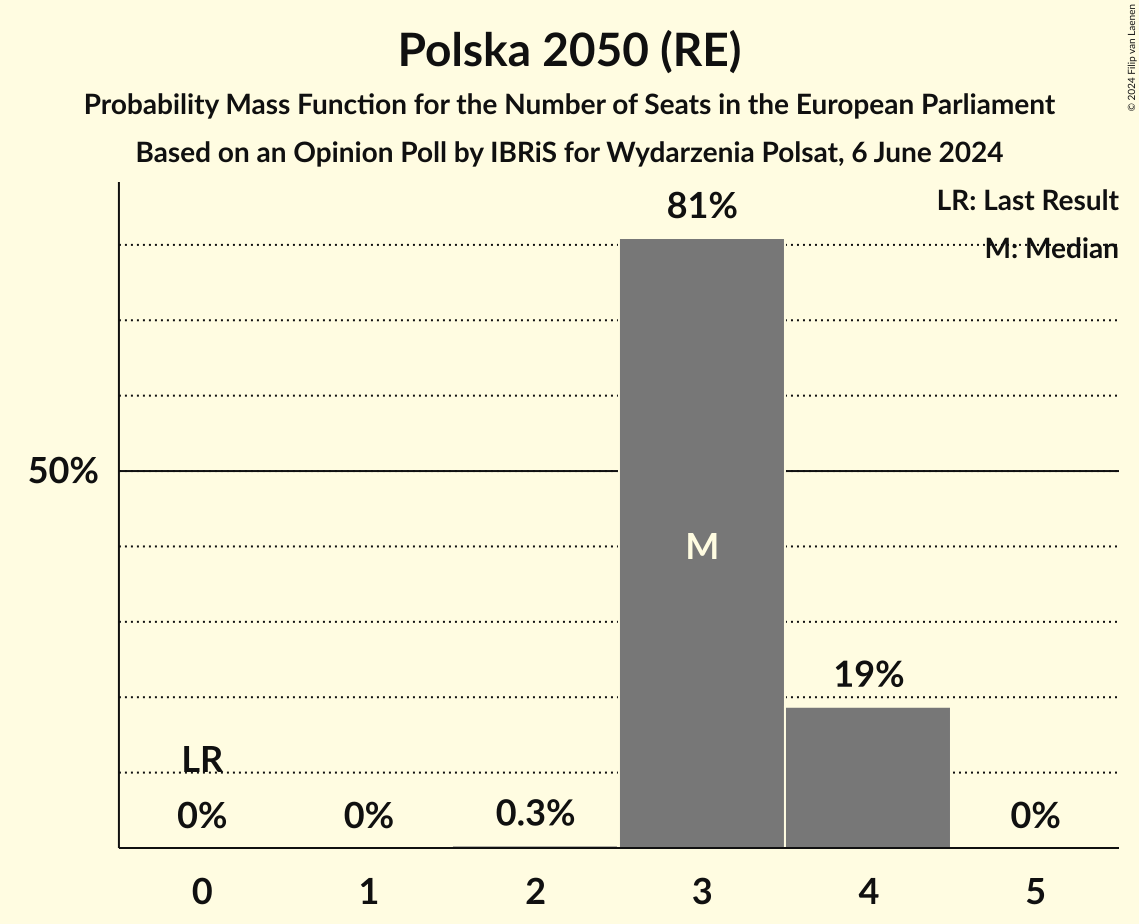 Polska 2050 (RE)
Probability Mass Function for the Number of Seats in the European Parliament
Based on an Opinion Poll by IBRiS for Wydarzenia Polsat, 6 June 2024
© 2024 Filip van Laenen
LR: Last Result
M: Median
81%
50%
M
19%
LR
0%
0%
0.3%
0%
0
1
2
3
4
5